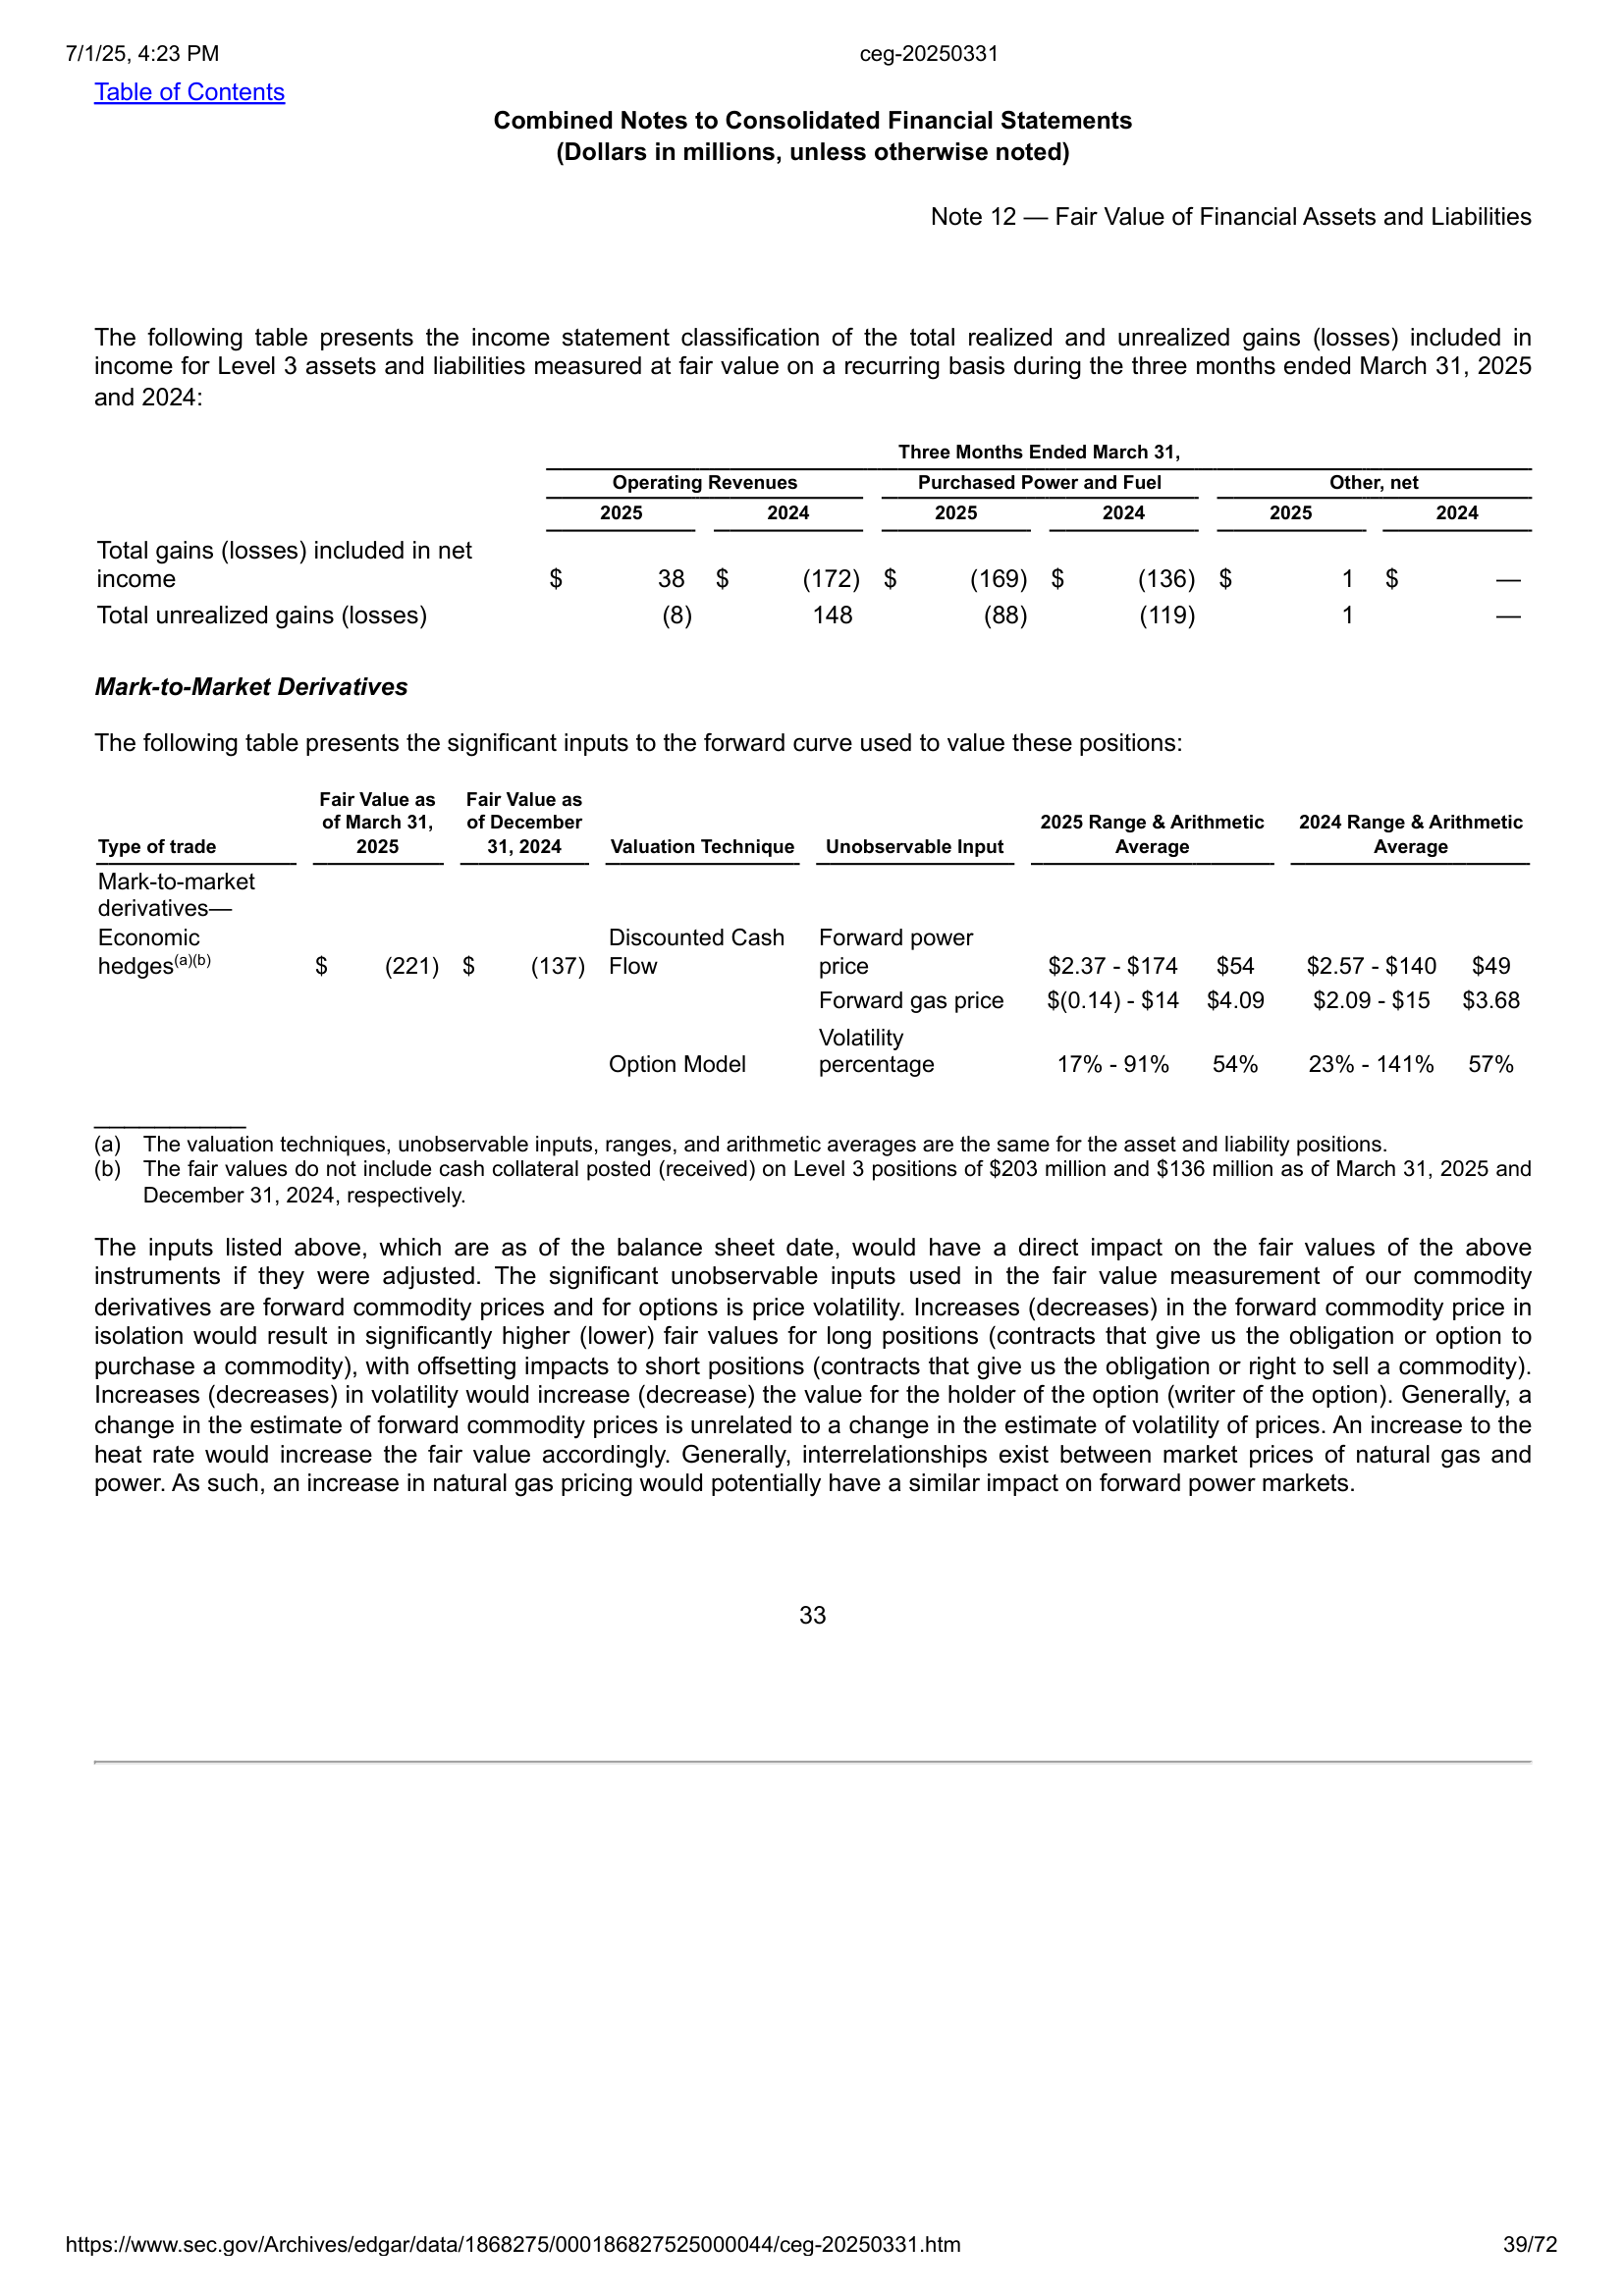 7/1/25, 4:23 PM ceg-20250331
Table of Contents
Combined Notes to Consolidated Financial Statements
(Dollars in millions, unless otherwise noted)
Note 12 — Fair Value of Financial Assets and Liabilities
The following table presents the income statement classification of the total realized and unrealized gains (losses) included in
income for Level 3 assets and liabilities measured at fair value on a recurring basis during the three months ended March 31, 2025
and 2024:
Three Months Ended March 31,
Operating Revenues Purchased Power and Fuel Other, net
2025 2024 2025 2024 2025 2024
Total gains (losses) included in net
income $ 38 $ (172) $ (169) $ (136) $ 1 $ —
Total unrealized gains (losses) (8) 148 (88) (119) 1 —
Mark-to-Market Derivatives
The following table presents the significant inputs to the forward curve used to value these positions:
Fair Value as Fair Value as
of March 31, of December 2025 Range & Arithmetic 2024 Range & Arithmetic
Type of trade 2025 31, 2024 Valuation Technique Unobservable Input Average Average
Mark-to-market
derivatives—
Economic Discounted Cash Forward power
hedges(a)(b) $ (221) $ (137) Flow price $2.37 - $174 $54 $2.57 - $140 $49
Forward gas price $(0.14) - $14 $4.09 $2.09 - $15 $3.68
Volatility
Option Model percentage 17% - 91% 54% 23% - 141% 57%
__________
(a) The valuation techniques, unobservable inputs, ranges, and arithmetic averages are the same for the asset and liability positions.
(b) The fair values do not include cash collateral posted (received) on Level 3 positions of $203 million and $136 million as of March 31, 2025 and
December 31, 2024, respectively.
The inputs listed above, which are as of the balance sheet date, would have a direct impact on the fair values of the above
instruments if they were adjusted. The significant unobservable inputs used in the fair value measurement of our commodity
derivatives are forward commodity prices and for options is price volatility. Increases (decreases) in the forward commodity price in
isolation would result in significantly higher (lower) fair values for long positions (contracts that give us the obligation or option to
purchase a commodity), with offsetting impacts to short positions (contracts that give us the obligation or right to sell a commodity).
Increases (decreases) in volatility would increase (decrease) the value for the holder of the option (writer of the option). Generally, a
change in the estimate of forward commodity prices is unrelated to a change in the estimate of volatility of prices. An increase to the
heat rate would increase the fair value accordingly. Generally, interrelationships exist between market prices of natural gas and
power. As such, an increase in natural gas pricing would potentially have a similar impact on forward power markets.
33
https://www.sec.gov/Archives/edgar/data/1868275/000186827525000044/ceg-20250331.htm 39/72